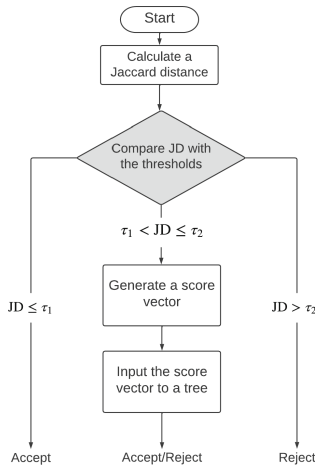 Start
Calculate a
Jaccard distance
Compare JD with
the thresholds
τ₁ < JD ≤ τ₂
Generate a score
vector
JD ≤ τ₁
JD > τ₂
Input the score
vector to a tree
Accept
Accept/Reject
Reject